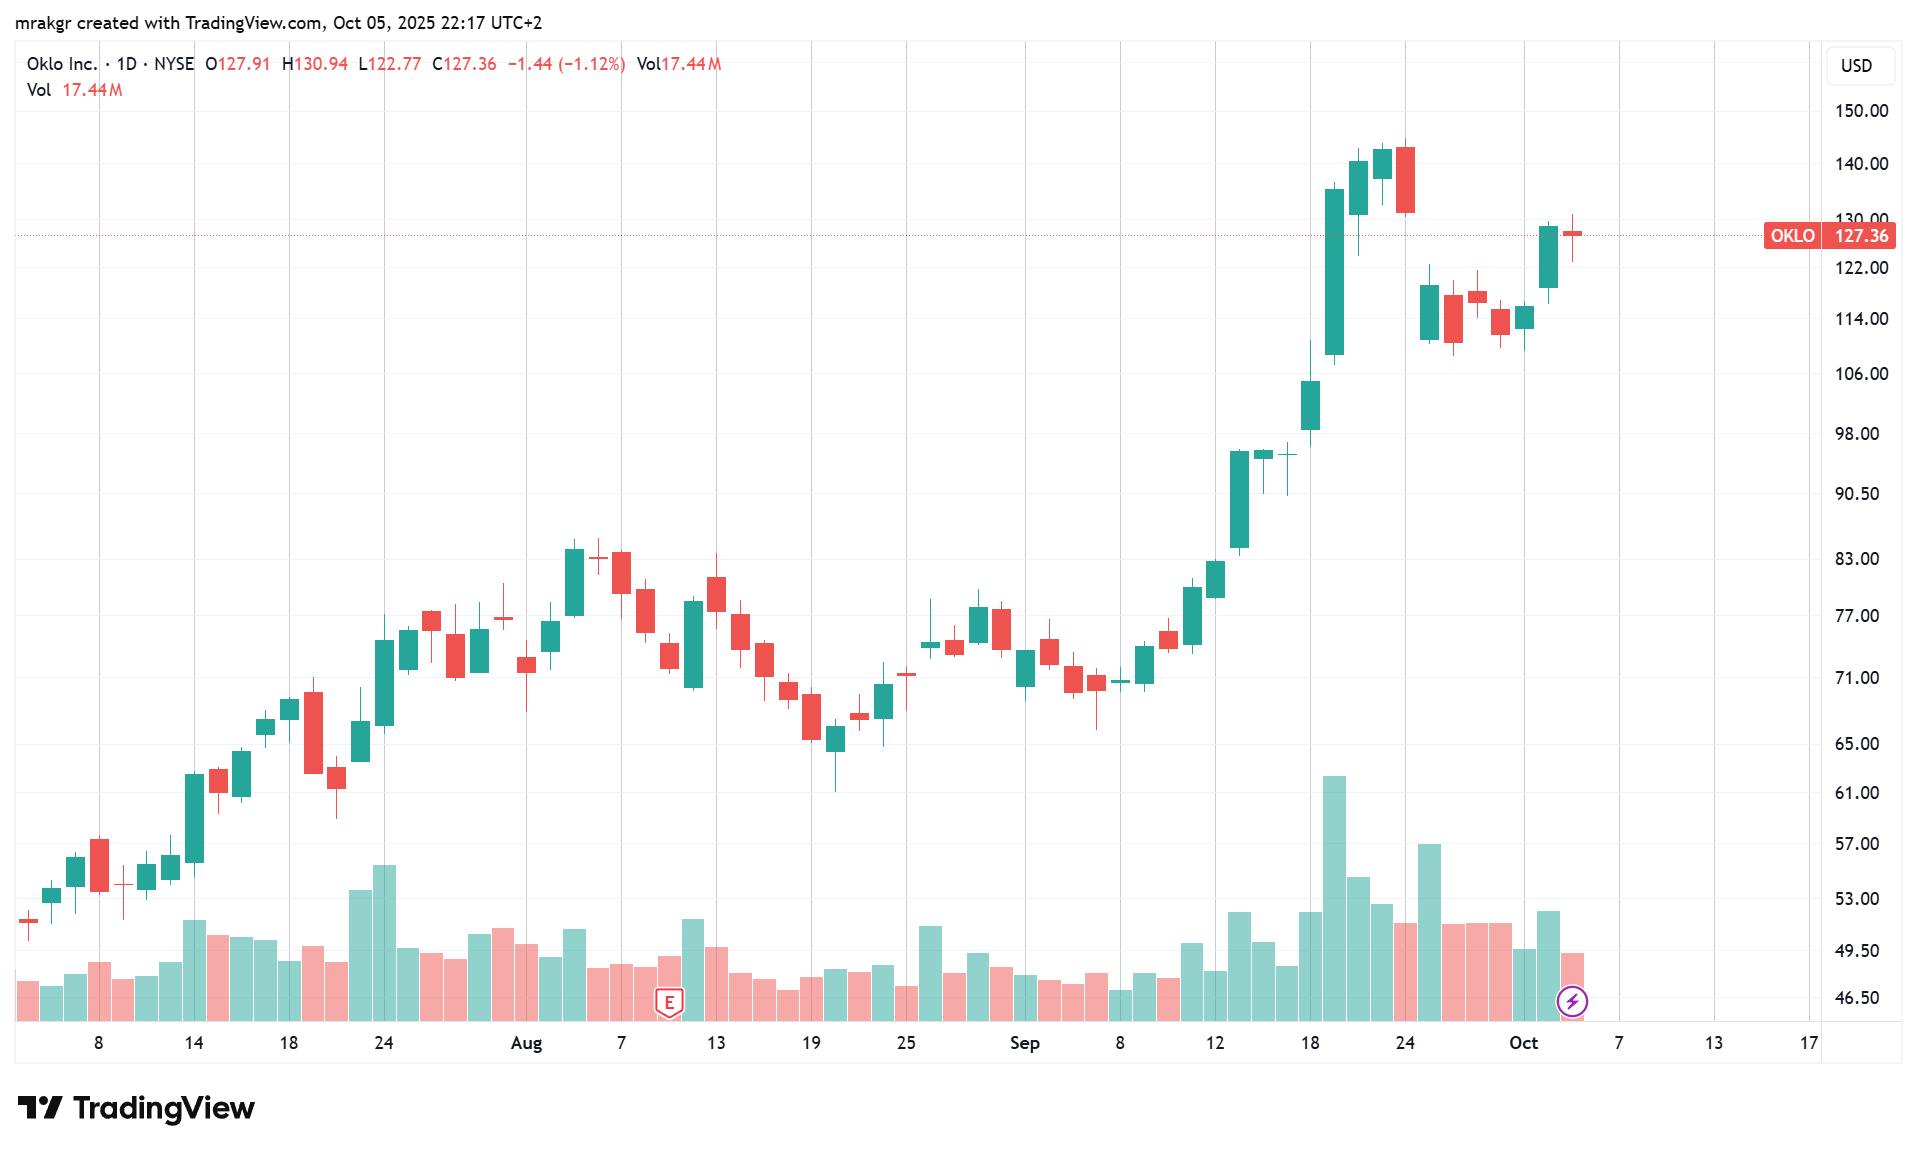 mrakgr created with TradingView.com, Oct 05, 2025 22:17 UTC+2
Oklo Inc. · 1D · NYSE O127.91 H130.94 L122.77 C127.36 −1.44 (−1.12%) Vol17.44M
Vol 17.44M
USD
150.00
140.00
130.00
OKLO 127.36
122.00
114.00
106.00
98.00
90.50
83.00
77.00
71.00
65.00
61.00
57.00
53.00
49.50
46.50
E
8 14 18 24 Aug 7 13 19 25 Sep 8 12 18 24 Oct 7 13 17
TradingView